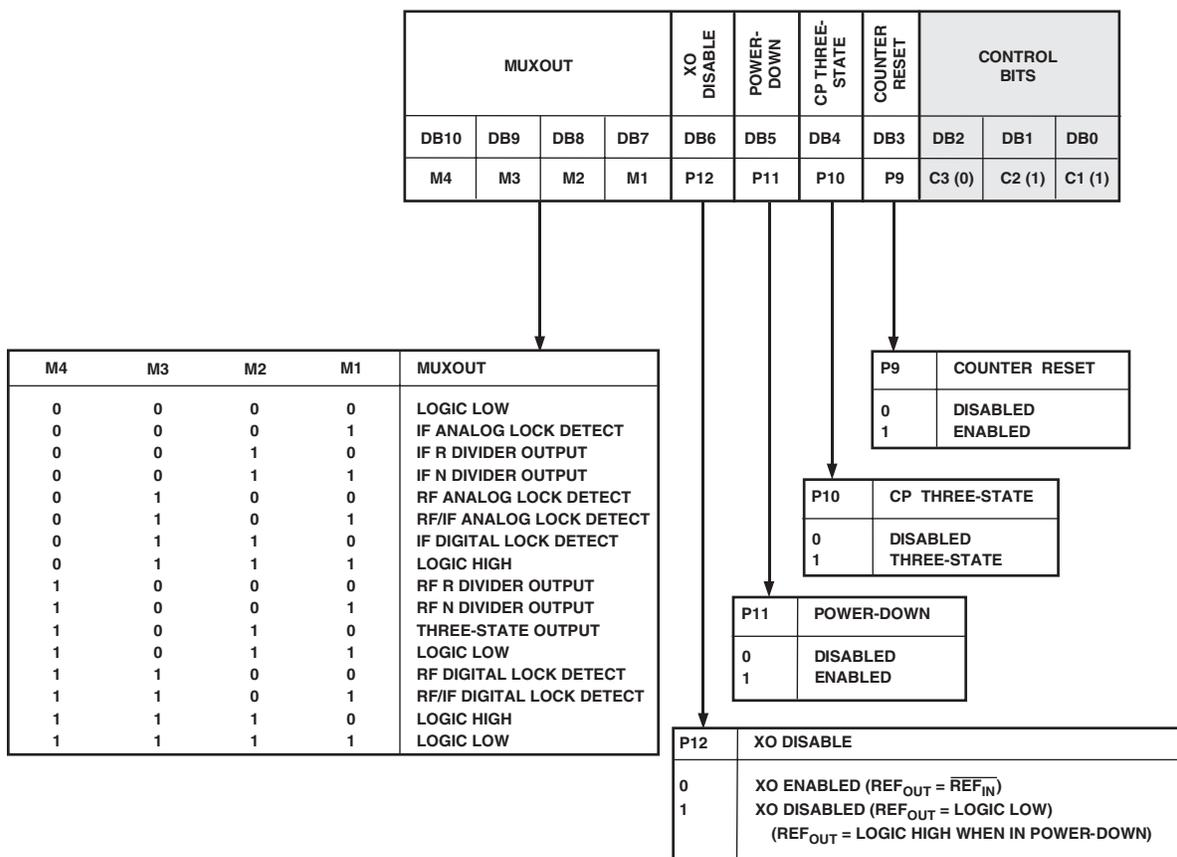 MUXOUT
XO
DISABLE
POWER-
DOWN
CP THREE-
STATE
COUNTER
RESET
CONTROL
BITS
DB10 DB9 DB8 DB7 DB6 DB5 DB4 DB3 DB2 DB1 DB0
M4 M3 M2 M1 P12 P11 P10 P9 C3 (0) C2 (1) C1 (1)
M4 M3 M2 M1 MUXOUT
0 0 0 0 LOGIC LOW
0 0 0 1 IF ANALOG LOCK DETECT
0 0 1 0 IF R DIVIDER OUTPUT
0 0 1 1 IF N DIVIDER OUTPUT
0 1 0 0 RF ANALOG LOCK DETECT
0 1 0 1 RF/IF ANALOG LOCK DETECT
0 1 1 0 IF DIGITAL LOCK DETECT
0 1 1 1 LOGIC HIGH
1 0 0 0 RF R DIVIDER OUTPUT
1 0 0 1 RF N DIVIDER OUTPUT
1 0 1 0 THREE-STATE OUTPUT
1 0 1 1 LOGIC LOW
1 1 0 0 RF DIGITAL LOCK DETECT
1 1 0 1 RF/IF DIGITAL LOCK DETECT
1 1 1 0 LOGIC HIGH
1 1 1 1 LOGIC LOW
P9 COUNTER RESET
0 DISABLED
1 ENABLED
P10 CP THREE-STATE
0 DISABLED
1 THREE-STATE
P11 POWER-DOWN
0 DISABLED
1 ENABLED
P12 XO DISABLE
0 XO ENABLED (REFOUT = R̅E̅F̅I̅N̅)
1 XO DISABLED (REFOUT = LOGIC LOW)
(REFOUT = LOGIC HIGH WHEN IN POWER-DOWN)